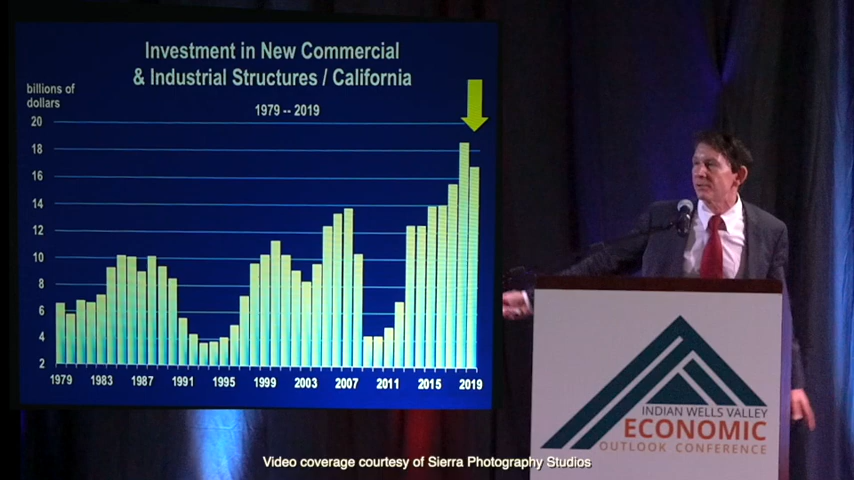 Investment in New Commercial
& Industrial Structures / California
billions of
dollars
1979 -- 2019
20
18
16
14
12
10
8
6
4
2
1979 1983 1987 1991 1995 1999 2003 2007 2011 2015 2019
INDIAN WELLS VALLEY
ECONOMIC
OUTLOOK CONFERENCE
Video coverage courtesy of Sierra Photography Studios